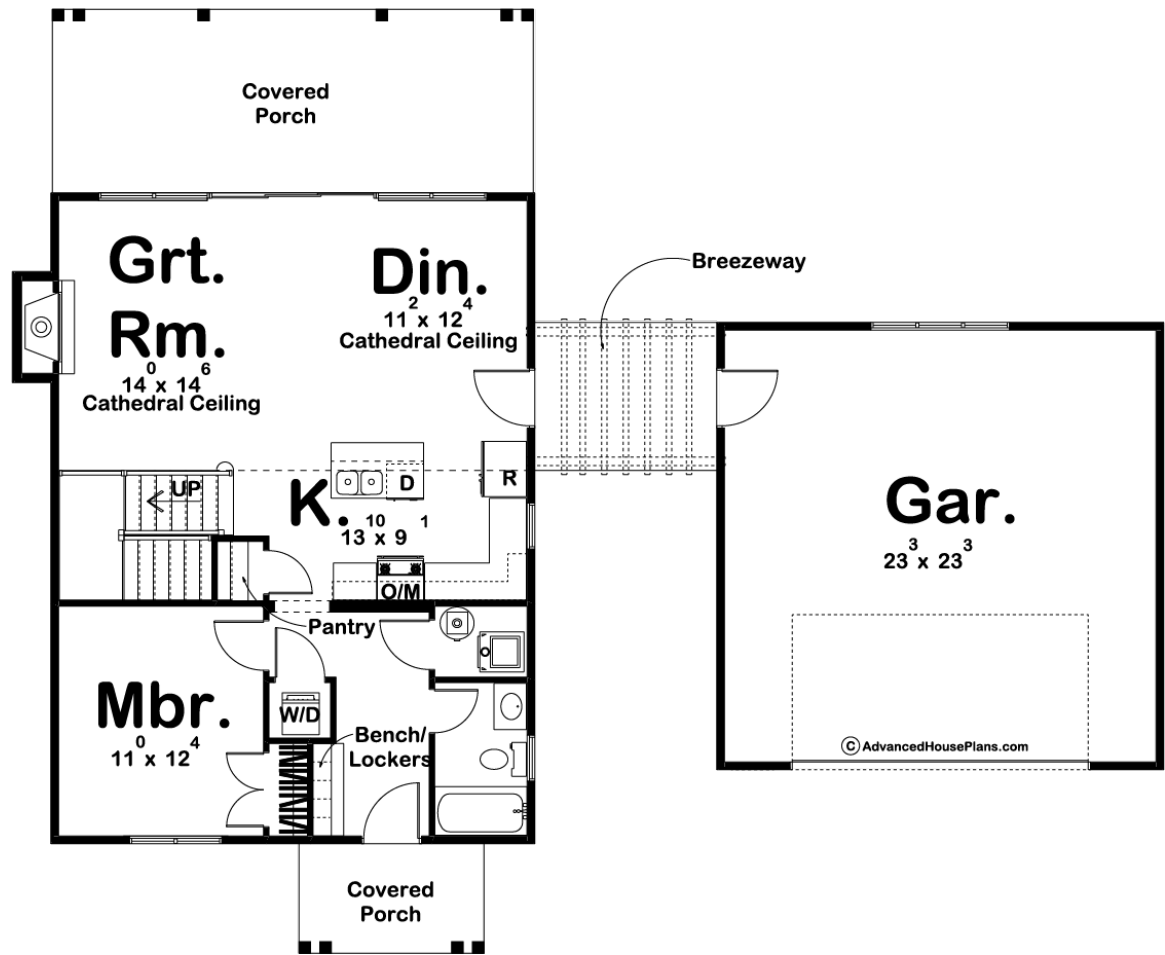 Covered
Porch
Grt.
Rm.
14⁰ x 14⁶
Cathedral Ceiling
Din.
11² x 12⁴
Cathedral Ceiling
Breezeway
UP
K.
13¹⁰ x 9¹
D
R
O/M
Gar.
23³ x 23³
Pantry
Mbr.
11⁰ x 12⁴
W/D
Bench/
Lockers
© AdvancedHousePlans.com
Covered
Porch